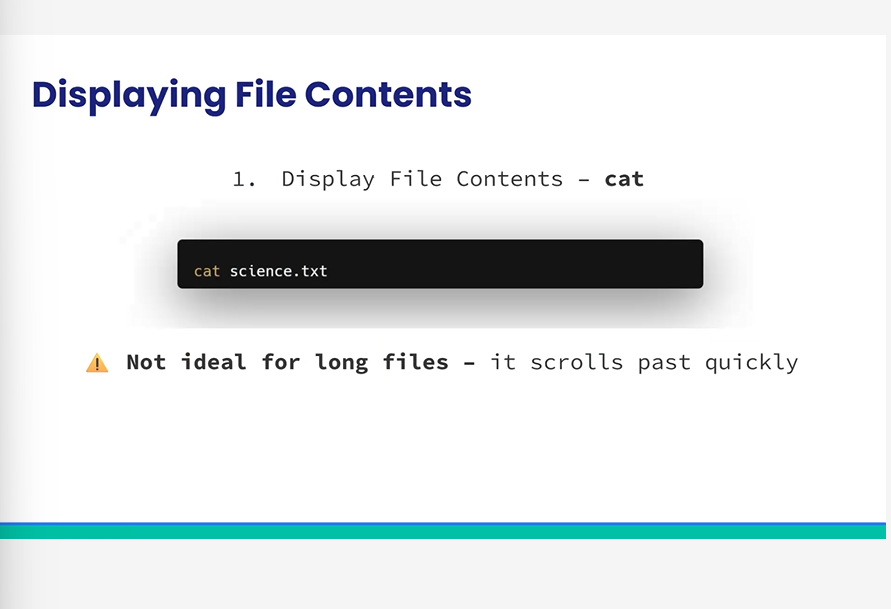 Displaying File Contents
1. Display File Contents – cat
cat science.txt
⚠ Not ideal for long files – it scrolls past quickly